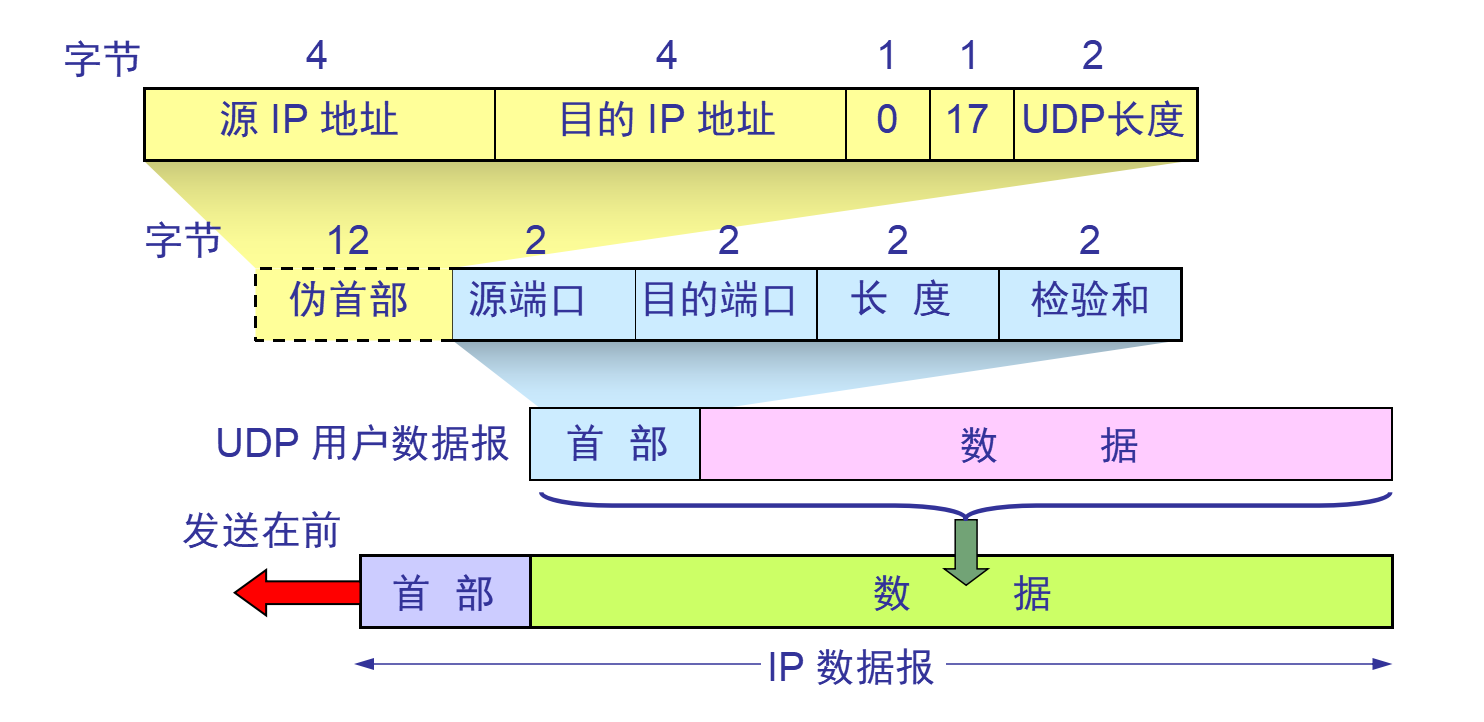 字节 4 4 1 1 2
源 IP 地址 目的 IP 地址 0 17 UDP长度
字节 12 2 2 2 2
伪首部 源端口 目的端口 长 度 检验和
UDP 用户数据报 首 部 数 据
发送在前
首 部 数 据
IP 数据报